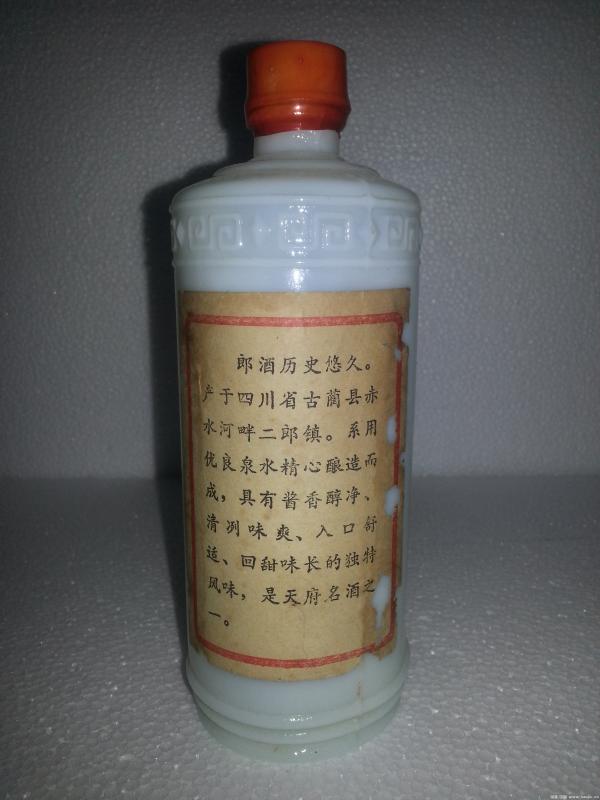 郎酒历史悠久。
产于四川省古蔺县赤
水河畔二郎镇。系用
优良泉水精心酿造而
成，具有酱香醇净、
清冽味爽、入口舒
适、回甜味长的独特
风味，是天府名酒之
一。